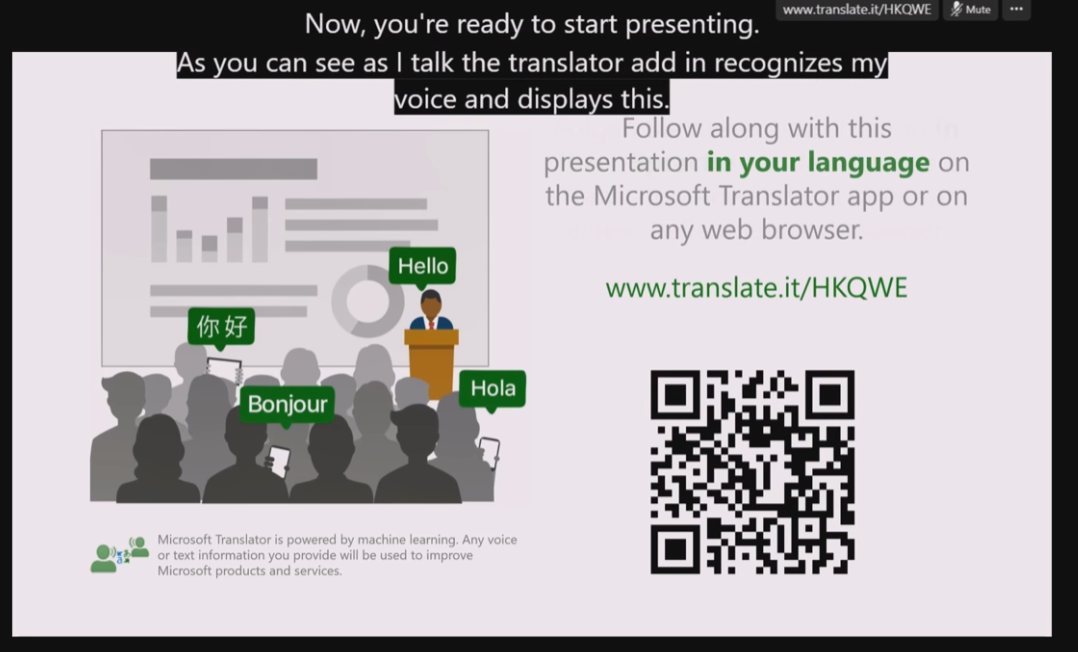 www.translate.it/HKQWE
Mute
Now, you're ready to start presenting.
As you can see as I talk the translator add in recognizes my
voice and displays this.
Follow along with this
presentation in your language on
the Microsoft Translator app or on
any web browser.
www.translate.it/HKQWE
Hello
你好
Bonjour
Hola
Microsoft Translator is powered by machine learning. Any voice
or text information you provide will be used to improve
Microsoft products and services.